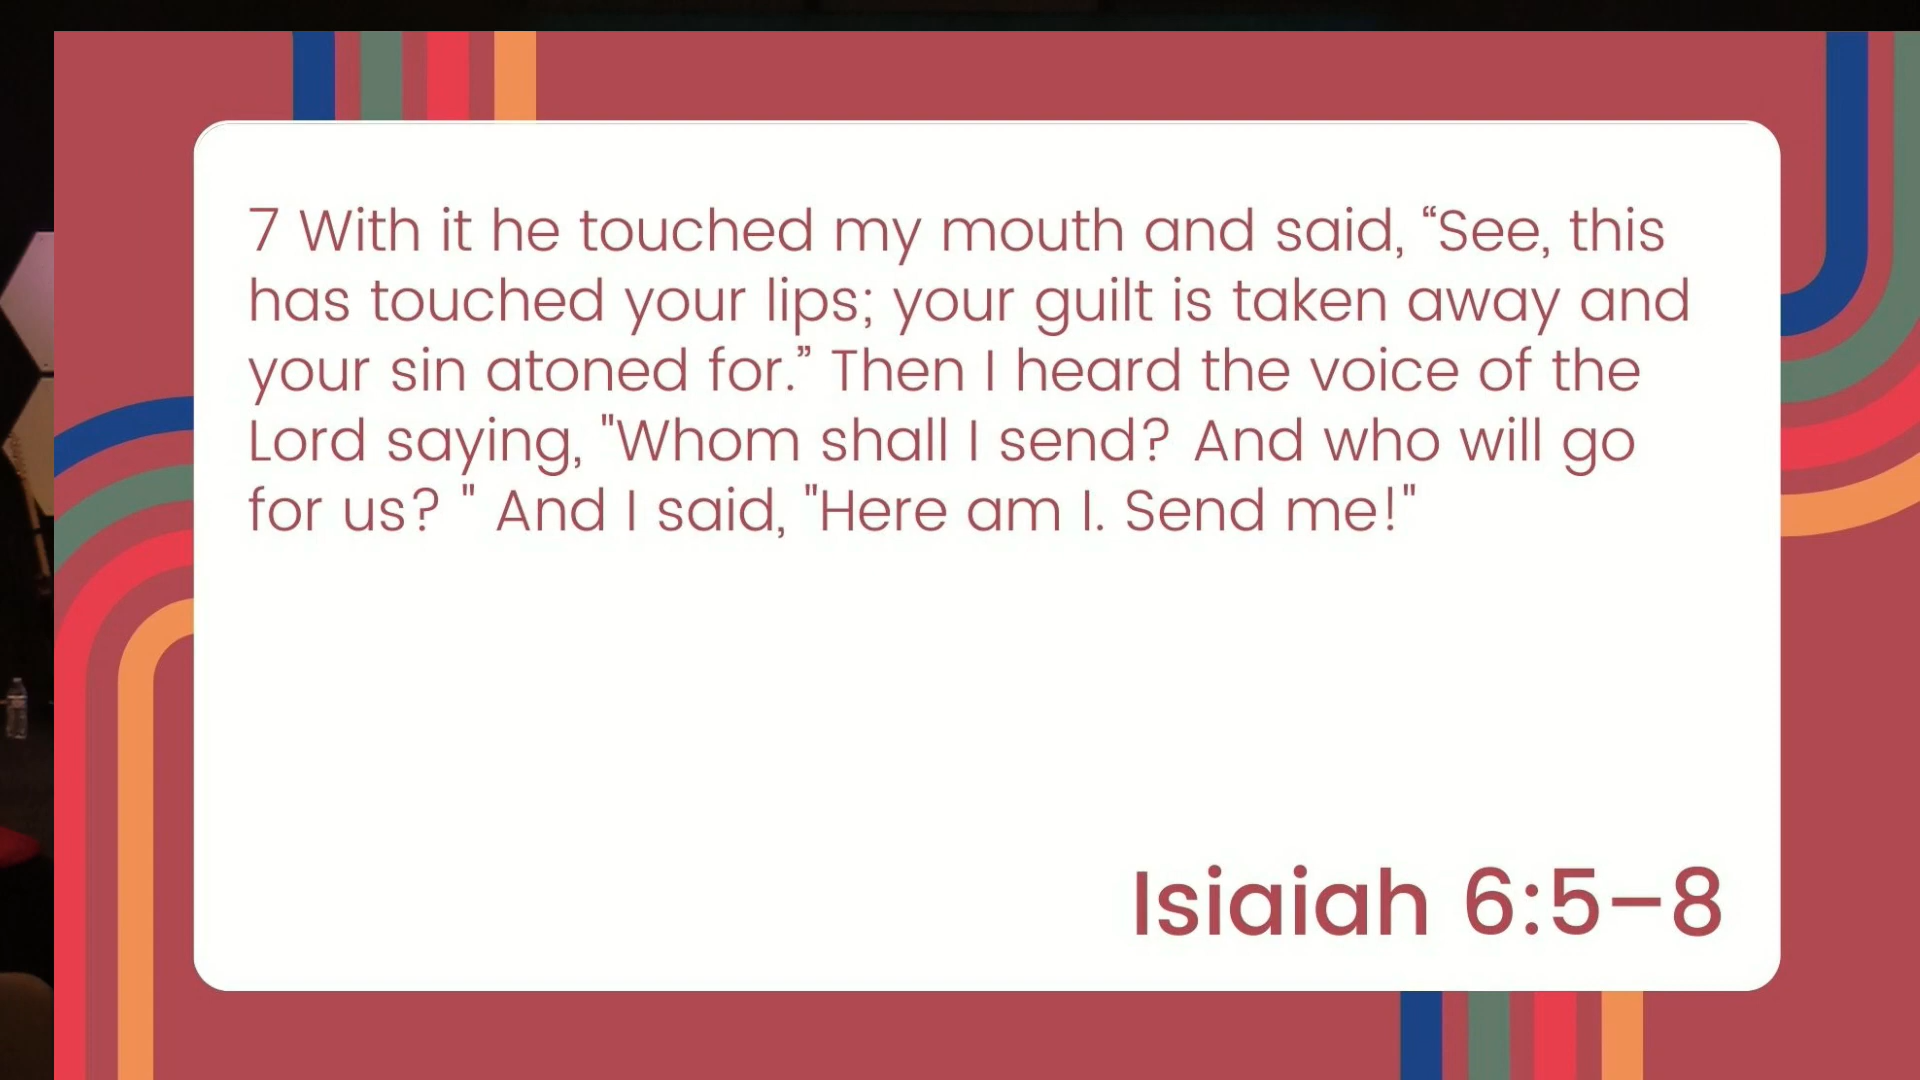 7 With it he touched my mouth and said, “See, this
has touched your lips; your guilt is taken away and
your sin atoned for.” Then I heard the voice of the
Lord saying, "Whom shall I send? And who will go
for us? " And I said, "Here am I. Send me!"
Isiaiah 6:5–8